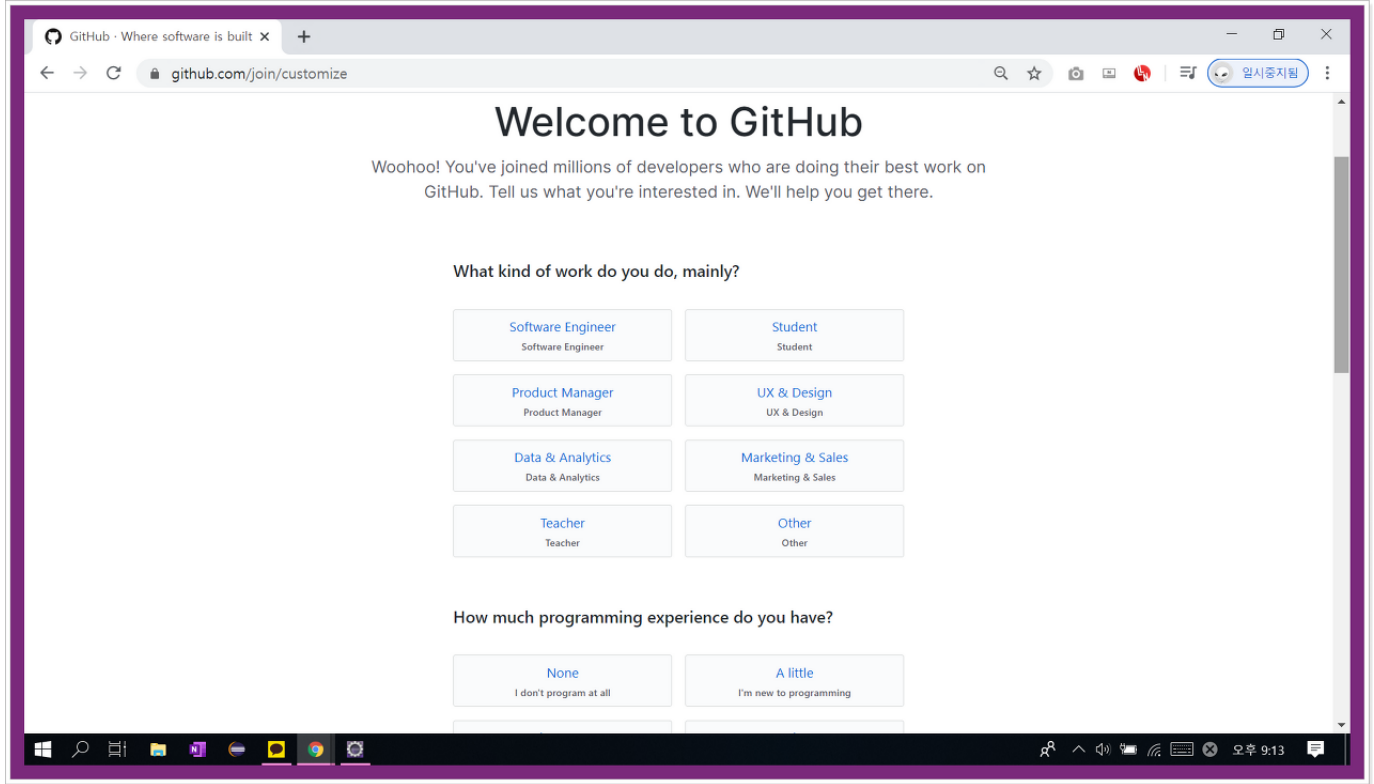 GitHub · Where software is built
github.com/join/customize
일시중지됨
Welcome to GitHub
Woohoo! You've joined millions of developers who are doing their best work on
GitHub. Tell us what you're interested in. We'll help you get there.
What kind of work do you do, mainly?
Software Engineer
Software Engineer
Student
Student
Product Manager
Product Manager
UX & Design
UX & Design
Data & Analytics
Data & Analytics
Marketing & Sales
Marketing & Sales
Teacher
Teacher
Other
Other
How much programming experience do you have?
None
I don't program at all
A little
I'm new to programming
오후 9:13